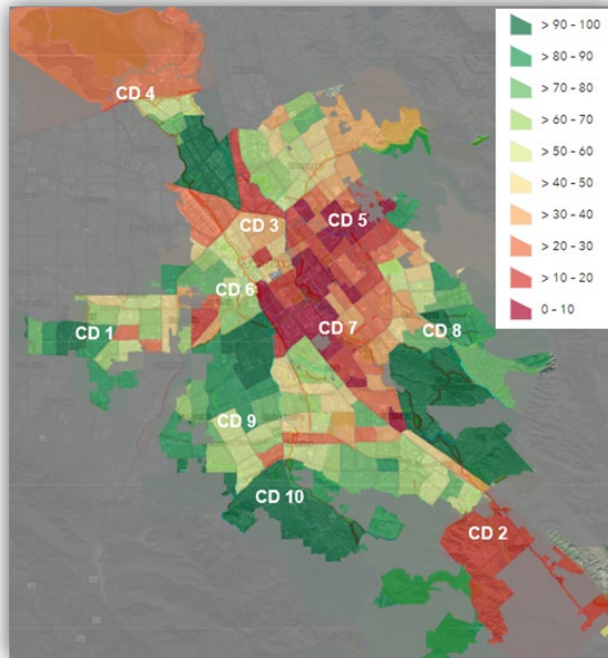 > 90 - 100
> 80 - 90
> 70 - 80
> 60 - 70
> 50 - 60
> 40 - 50
> 30 - 40
> 20 - 30
> 10 - 20
0 - 10
CD 4
CD 3
CD 5
CD 6
CD 1
CD 7
CD 8
CD 9
CD 10
CD 2